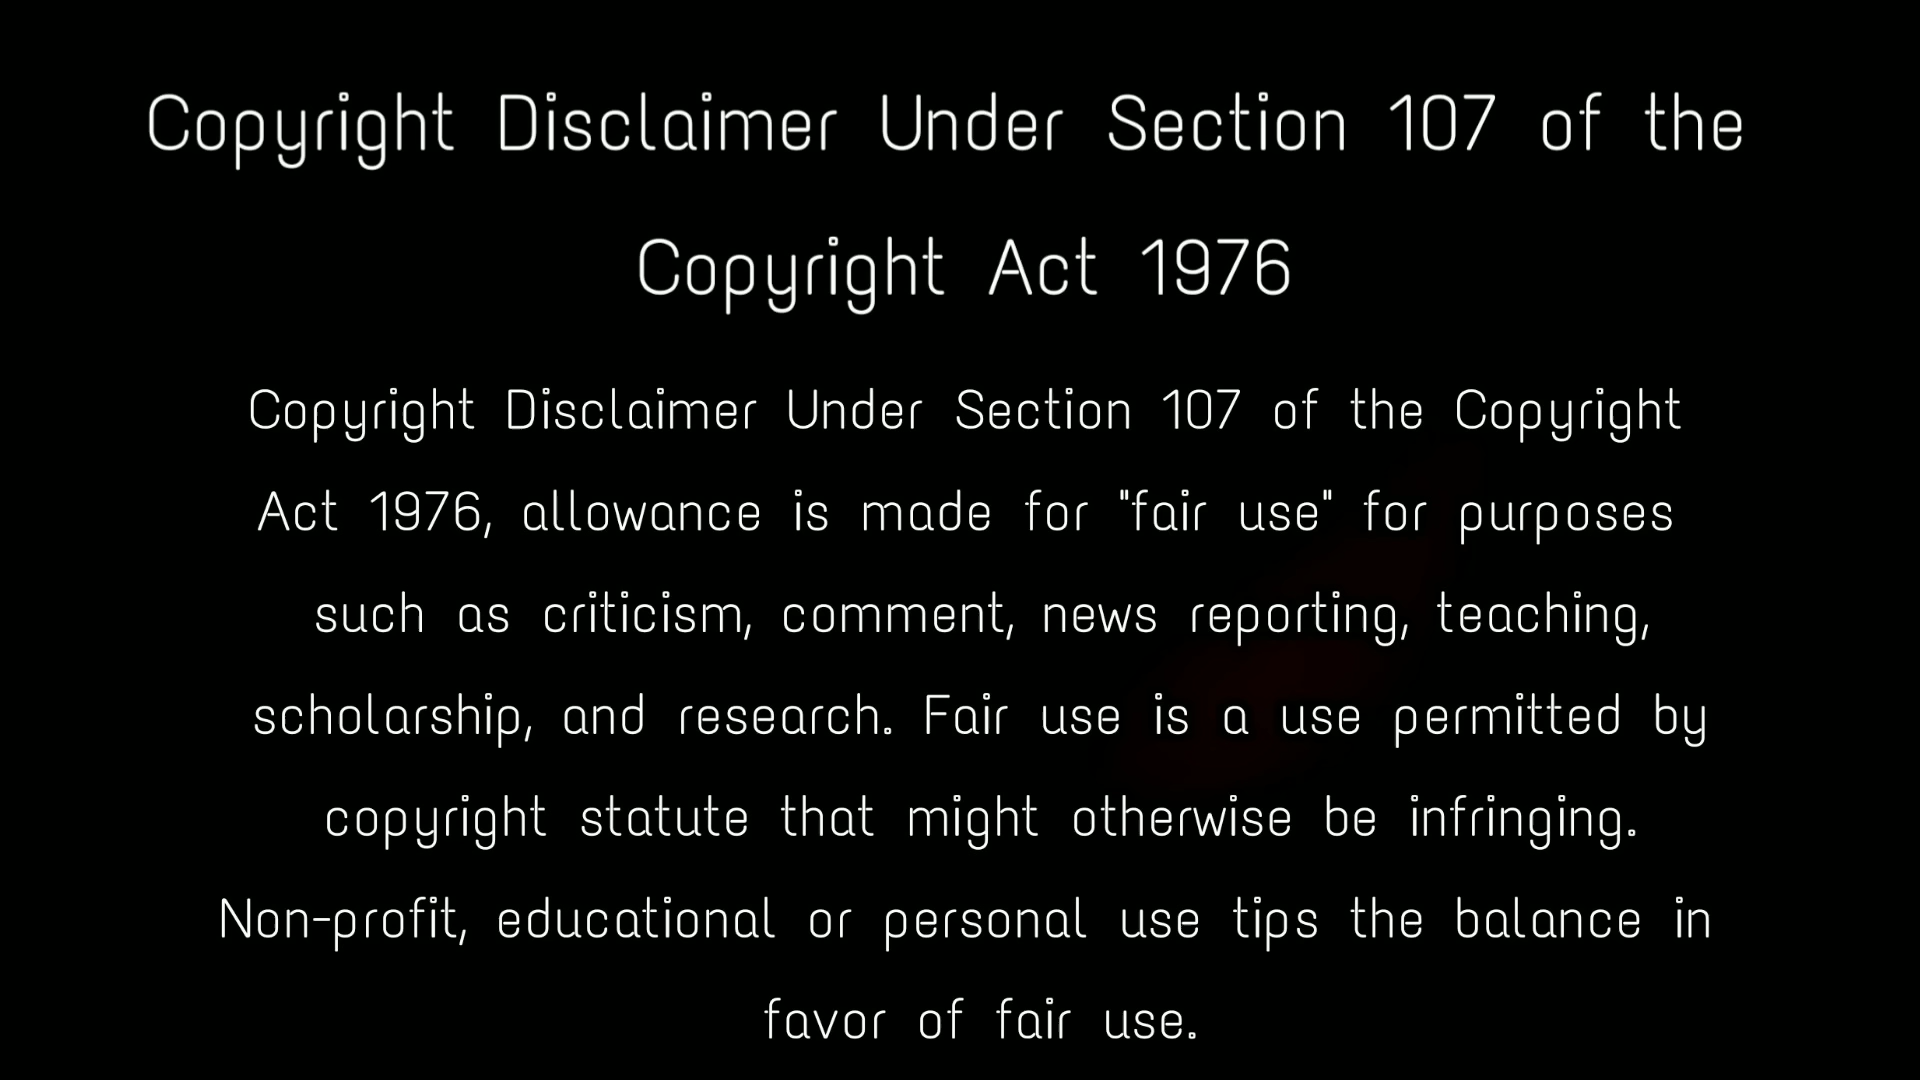 Copyright Disclaimer Under Section 107 of the
Copyright Act 1976
Copyright Disclaimer Under Section 107 of the Copyright
Act 1976, allowance is made for "fair use" for purposes
such as criticism, comment, news reporting, teaching,
scholarship, and research. Fair use is a use permitted by
copyright statute that might otherwise be infringing.
Non-profit, educational or personal use tips the balance in
favor of fair use.